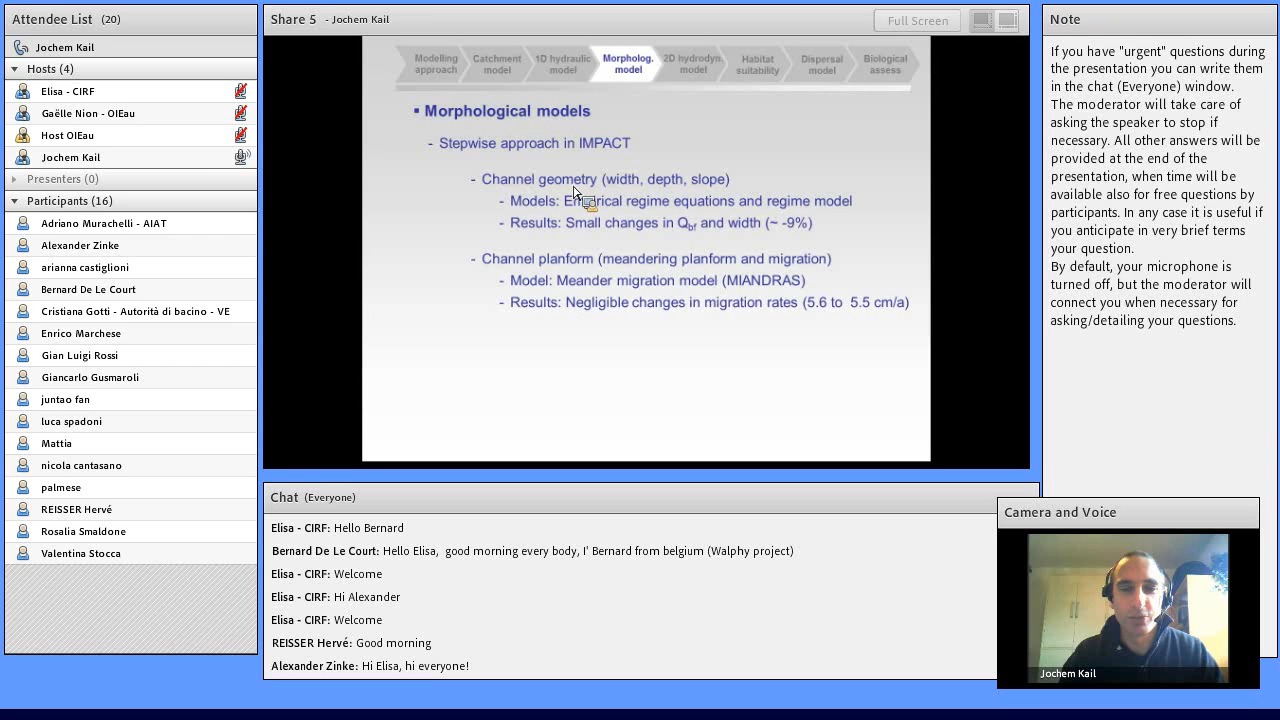 Attendee List (20)
Jochem Kail
Hosts (4)
Elisa - CIRF
Gaëlle Nion - OIEau
Host OIEau
Jochem Kail
Presenters (0)
Participants (16)
Adriano Murachelli - AIAT
Alexander Zinke
arianna castiglioni
Bernard De Le Court
Cristiana Gotti - Autorità di bacino - VE
Enrico Marchese
Gian Luigi Rossi
Giancarlo Gusmaroli
juntao fan
luca spadoni
Mattia
nicola cantasano
palmese
REISSER Hervé
Rosalia Smaldone
Valentina Stocca
Share 5 - Jochem Kail
Full Screen
Modelling approach
Catchment model
1D hydraulic model
Morpholog. model
2D hydrodyn. model
Habitat suitability
Dispersal model
Biological assess
▪ Morphological models
- Stepwise approach in IMPACT
- Channel geometry (width, depth, slope)
- Models: Empirical regime equations and regime model
- Results: Small changes in Qbf and width (~ -9%)
- Channel planform (meandering planform and migration)
- Model: Meander migration model (MIANDRAS)
- Results: Negligible changes in migration rates (5.6 to 5.5 cm/a)
Chat (Everyone)
Elisa - CIRF: Hello Bernard
Bernard De Le Court: Hello Elisa, good morning every body, I' Bernard from belgium (Walphy project)
Elisa - CIRF: Welcome
Elisa - CIRF: Hi Alexander
Elisa - CIRF: Welcome
REISSER Hervé: Good morning
Alexander Zinke: Hi Elisa, hi everyone!
Note
If you have "urgent" questions during
the presentation you can write them
in the chat (Everyone) window.
The moderator will take care of
asking the speaker to stop if
necessary. All other answers will be
provided at the end of the
presentation, when time will be
available also for free questions by
participants. In any case it is useful if
you anticipate in very brief terms
your question.
By default, your microphone is
turned off, but the moderator will
connect you when necessary for
asking/detailing your questions.
Camera and Voice
Jochem Kail